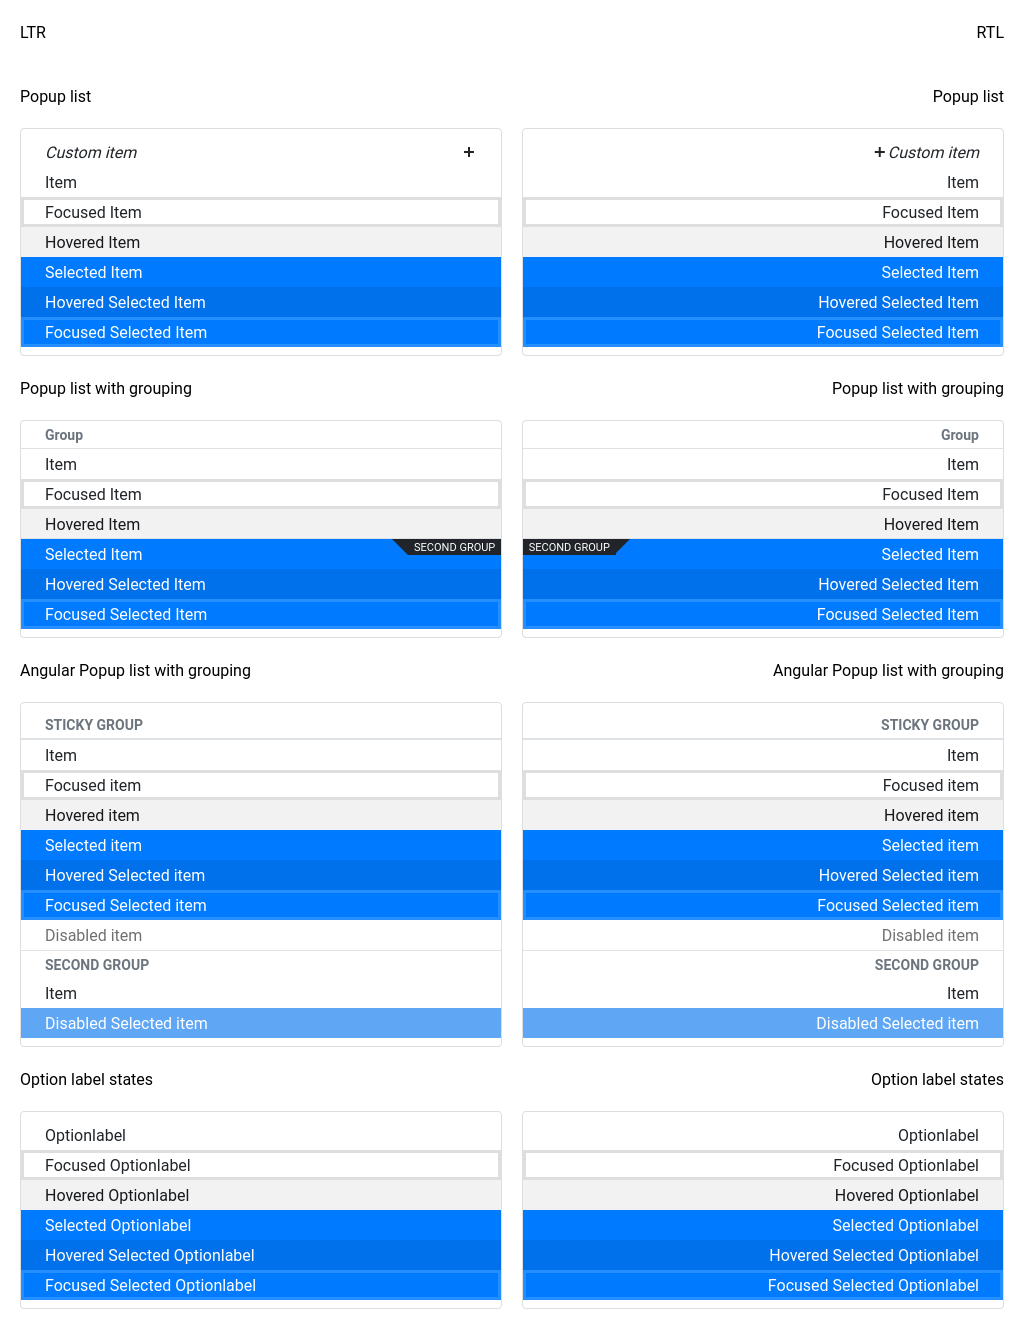 LTR
RTL
Popup list
Popup list
Custom item +
+ Custom item
Item
Item
Focused Item
Focused Item
Hovered Item
Hovered Item
Selected Item
Selected Item
Hovered Selected Item
Hovered Selected Item
Focused Selected Item
Focused Selected Item
Popup list with grouping
Popup list with grouping
Group
Group
Item
Item
Focused Item
Focused Item
Hovered Item
Hovered Item
Selected Item SECOND GROUP
SECOND GROUP Selected Item
Hovered Selected Item
Hovered Selected Item
Focused Selected Item
Focused Selected Item
Angular Popup list with grouping
Angular Popup list with grouping
STICKY GROUP
STICKY GROUP
Item
Item
Focused item
Focused item
Hovered item
Hovered item
Selected item
Selected item
Hovered Selected item
Hovered Selected item
Focused Selected item
Focused Selected item
Disabled item
Disabled item
SECOND GROUP
SECOND GROUP
Item
Item
Disabled Selected item
Disabled Selected item
Option label states
Option label states
Optionlabel
Optionlabel
Focused Optionlabel
Focused Optionlabel
Hovered Optionlabel
Hovered Optionlabel
Selected Optionlabel
Selected Optionlabel
Hovered Selected Optionlabel
Hovered Selected Optionlabel
Focused Selected Optionlabel
Focused Selected Optionlabel